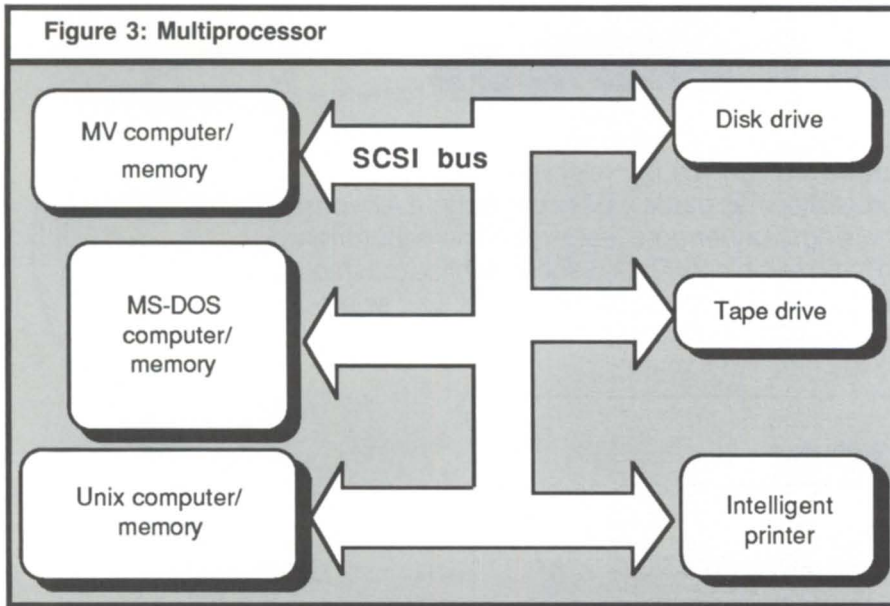 Figure 3: Multiprocessor
MV computer/
memory
SCSI bus
Disk drive
MS-DOS
computer/
memory
Tape drive
Unix computer/
memory
Intelligent
printer